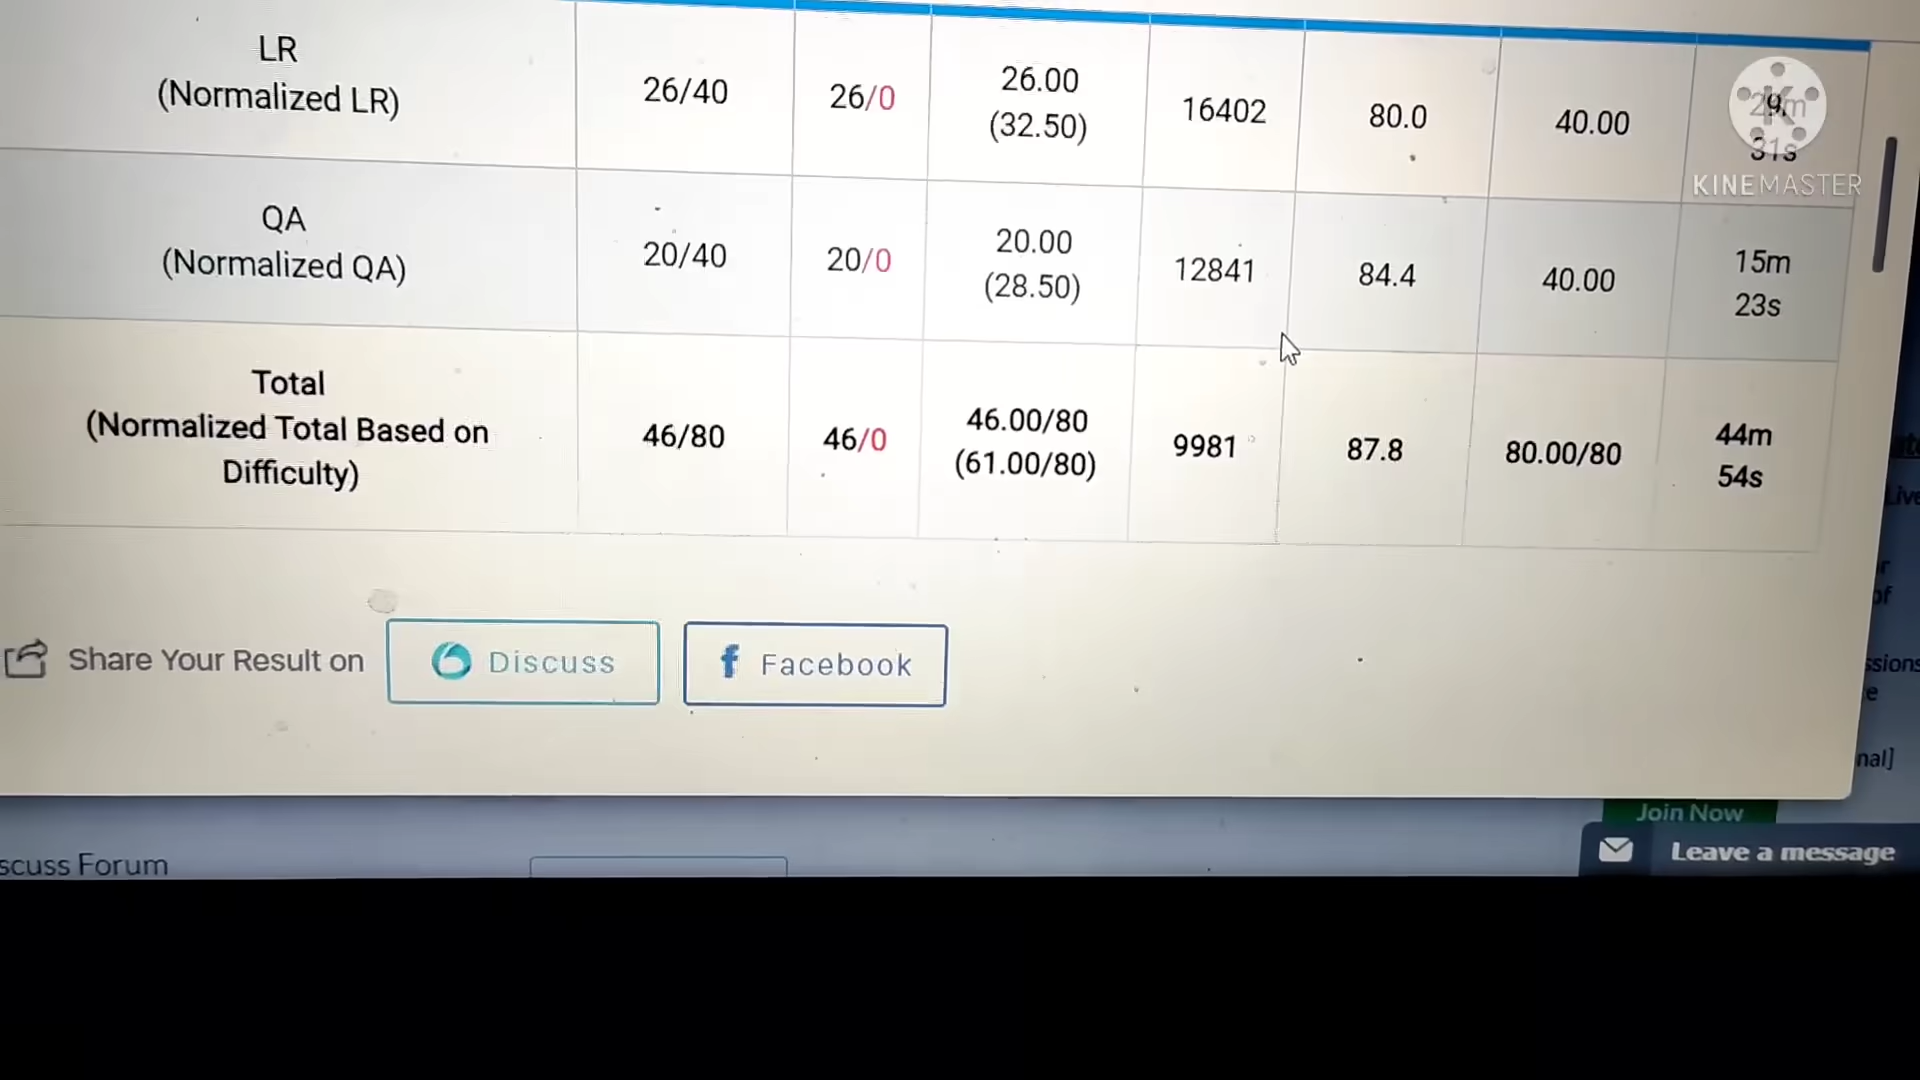 LR
(Normalized LR)
26/40
26/0
26.00
(32.50)
16402
80.0
40.00
29m
31s
KINEMASTER
QA
(Normalized QA)
20/40
20/0
20.00
(28.50)
12841
84.4
40.00
15m
23s
Total
(Normalized Total Based on
Difficulty)
46/80
46/0
46.00/80
(61.00/80)
9981
87.8
80.00/80
44m
54s
Share Your Result on
Discuss
f Facebook
nal]
Join Now
Leave a message
scuss Forum